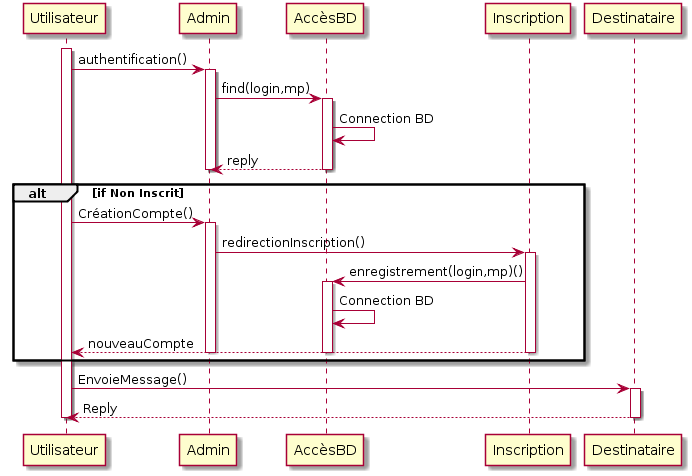 Utilisateur Admin AccèsBD Inscription Destinataire
authentification()
find(login,mp)
Connection BD
reply
alt [if Non Inscrit]
CréationCompte()
redirectionInscription()
enregistrement(login,mp)()
Connection BD
nouveauCompte
EnvoieMessage()
Reply
Utilisateur Admin AccèsBD Inscription Destinataire